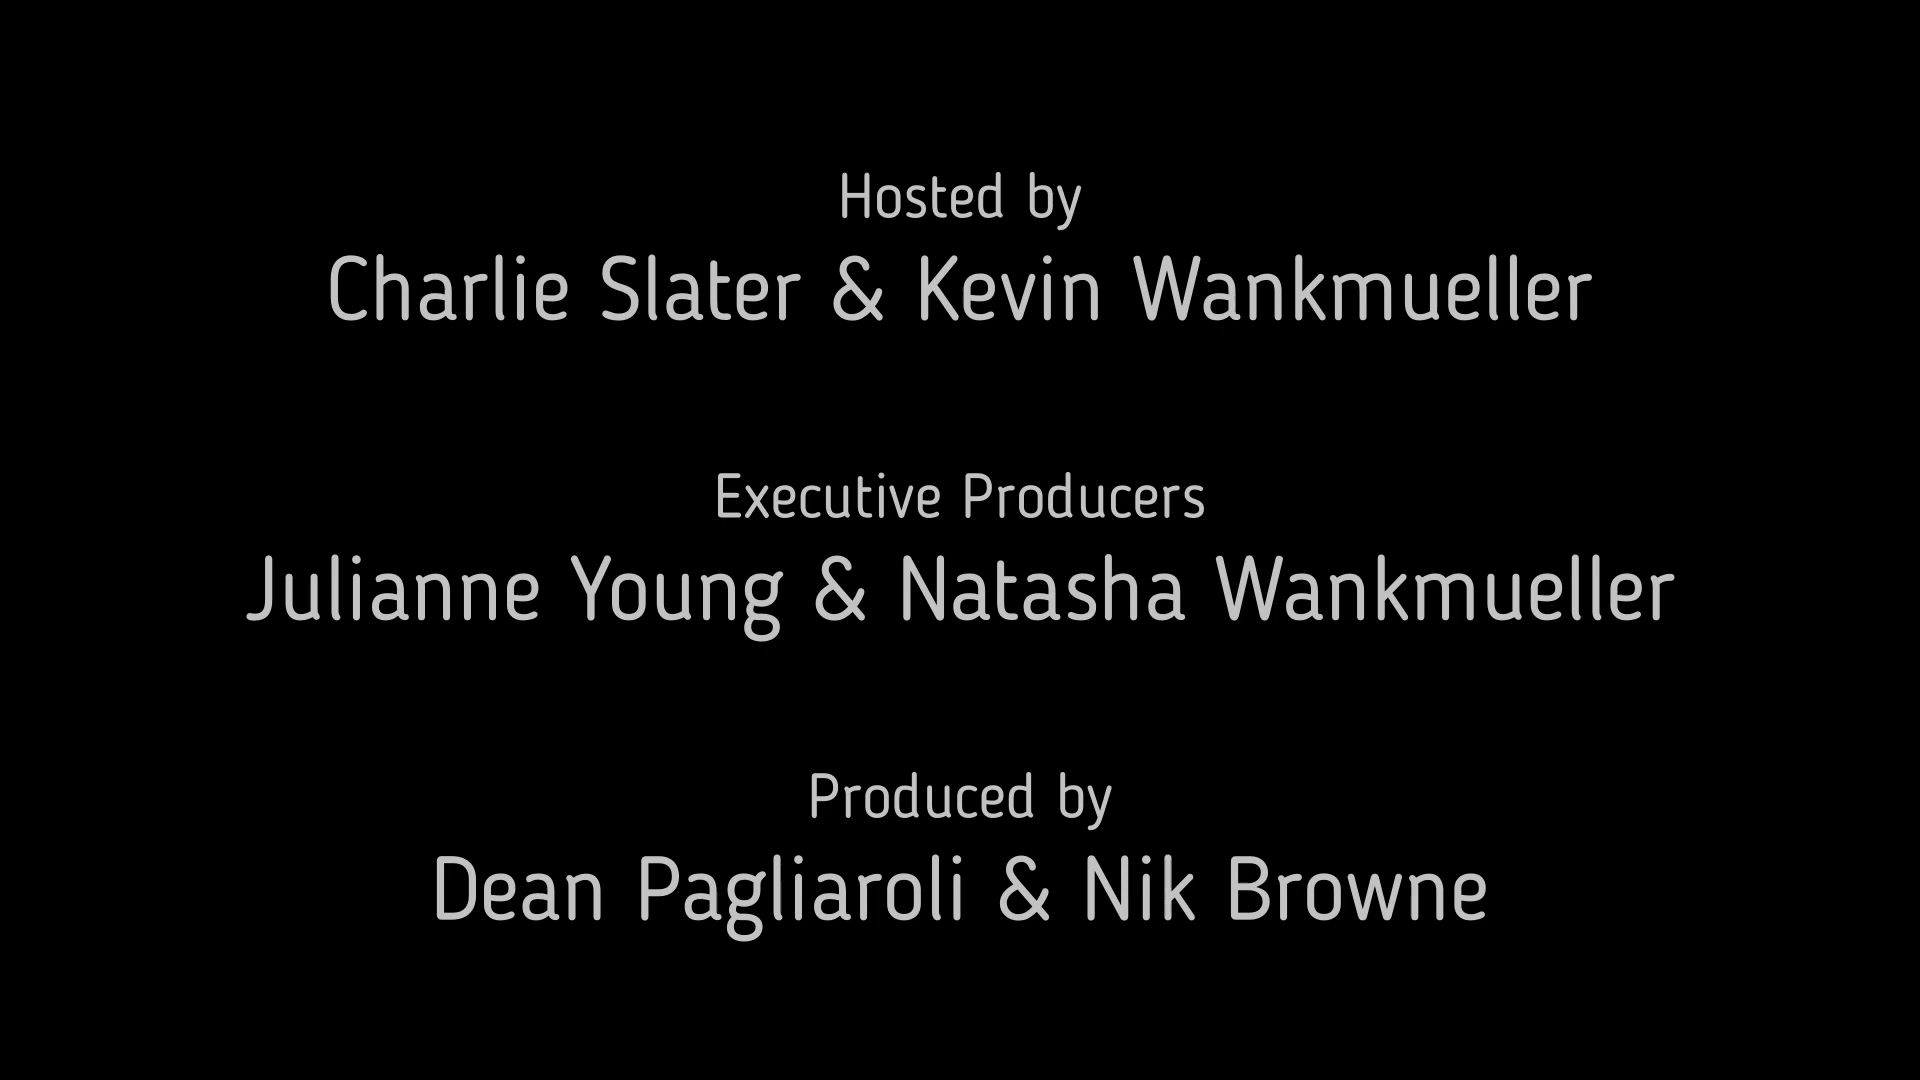 Hosted by
Charlie Slater & Kevin Wankmueller
Executive Producers
Julianne Young & Natasha Wankmueller
Produced by
Dean Pagliaroli & Nik Browne